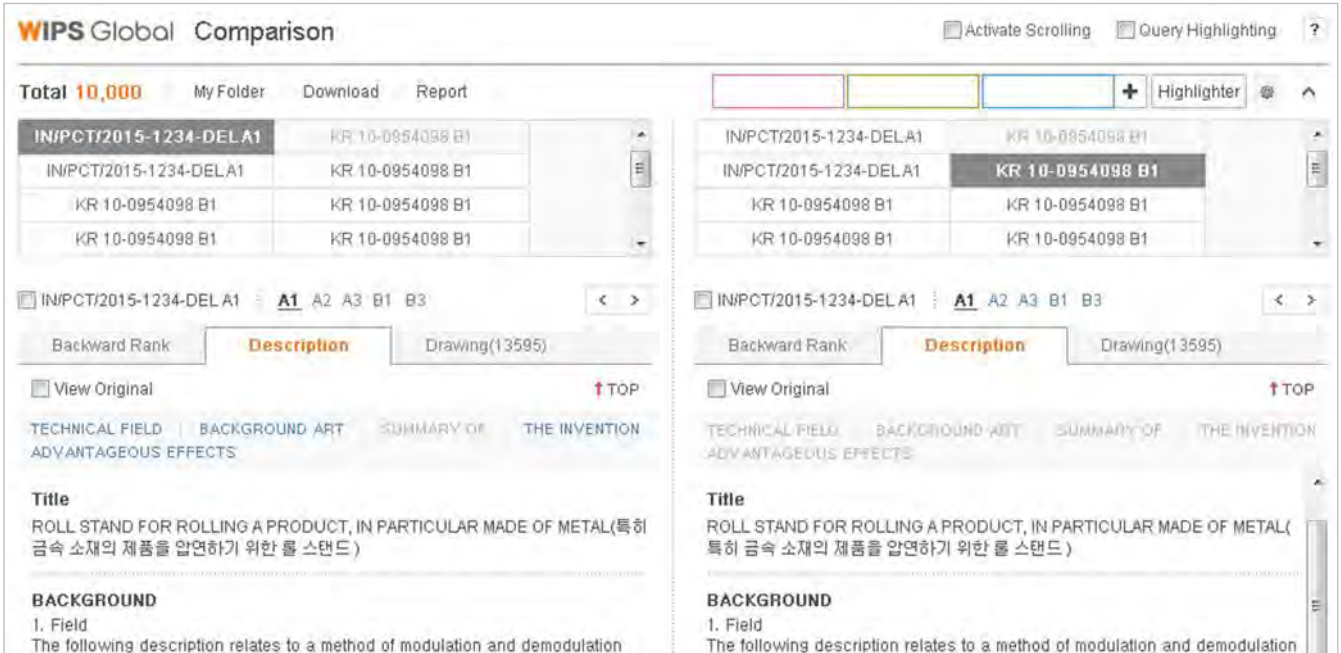 WIPS Global Comparison
Activate Scrolling Query Highlighting ?
Total 10,000 My Folder Download Report
+ Highlighter
IN/PCT/2015-1234-DELA1 KR 10-0954098 B1
IN/PCT/2015-1234-DELA1 KR 10-0954098 B1
KR 10-0954098 B1 KR 10-0954098 B1
KR 10-0954098 B1 KR 10-0954098 B1
IN/PCT/2015-1234-DELA1 KR 10-0954098 B1
IN/PCT/2015-1234-DELA1 KR 10-0954098 B1
KR 10-0954098 B1 KR 10-0954098 B1
KR 10-0954098 B1 KR 10-0954098 B1
IN/PCT/2015-1234-DEL A1 A1 A2 A3 B1 B3 < >
Backward Rank Description Drawing(13595)
View Original ↑ TOP
TECHNICAL FIELD BACKGROUND ART SUMMARY OF THE INVENTION
ADVANTAGEOUS EFFECTS
Title
ROLL STAND FOR ROLLING A PRODUCT, IN PARTICULAR MADE OF METAL(특히
금속 소재의 제품을 압연하기 위한 롤 스탠드)
BACKGROUND
1. Field
The following description relates to a method of modulation and demodulation
IN/PCT/2015-1234-DEL A1 A1 A2 A3 B1 B3 < >
Backward Rank Description Drawing(13595)
View Original ↑ TOP
TECHNICAL FIELD BACKGROUND ART SUMMARY OF THE INVENTION
ADVANTAGEOUS EFFECTS
Title
ROLL STAND FOR ROLLING A PRODUCT, IN PARTICULAR MADE OF METAL(
특히 금속 소재의 제품을 압연하기 위한 롤 스탠드)
BACKGROUND
1. Field
The following description relates to a method of modulation and demodulation